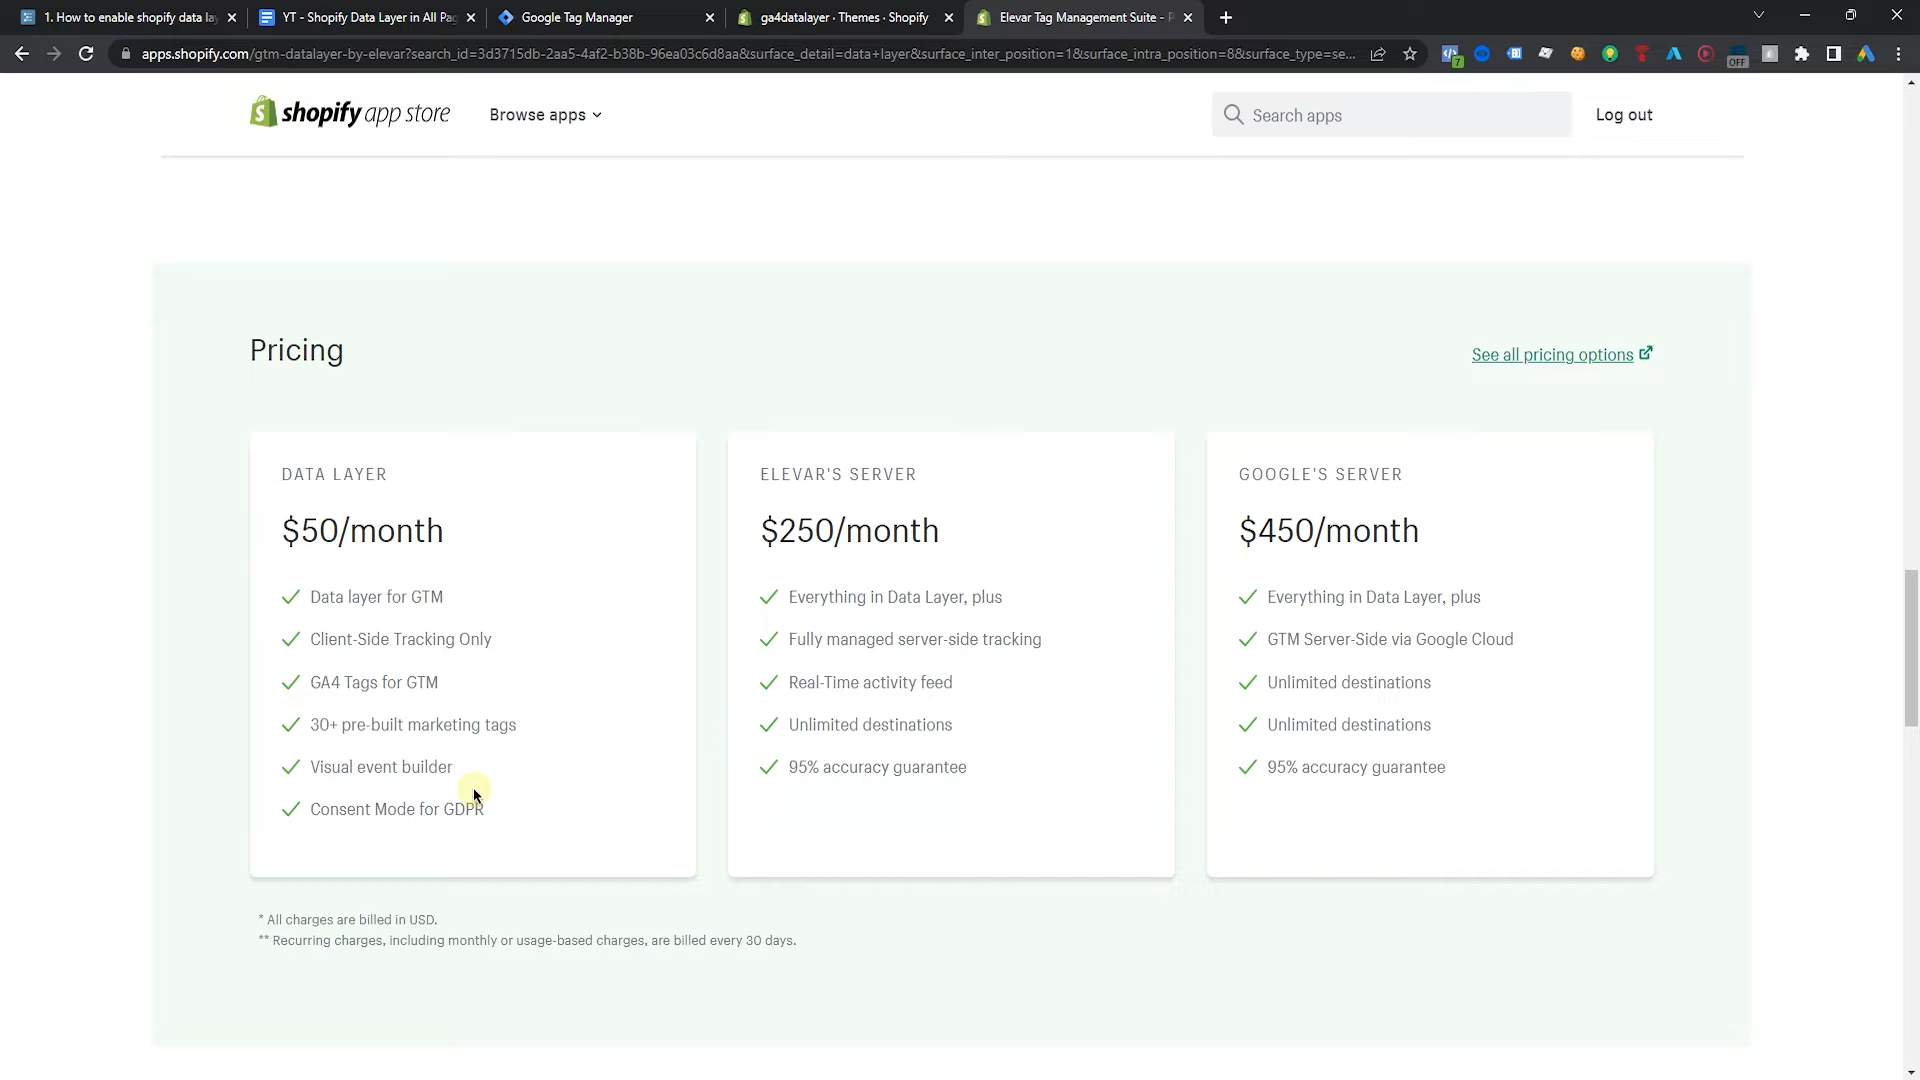 1. How to enable shopify data la
YT - Shopify Data Layer in All Pa
Google Tag Manager
ga4datalayer · Themes · Shopify
Elevar Tag Management Suite - P
apps.shopify.com/gtm-datalayer-by-elevar?search_id=3d3715db-2aa5-4af2-b38b-96ea03c6d8aa&surface_detail=data+layer&surface_inter_position=1&surface_intra_position=8&surface_type=se...
7
OFF
shopify app store
Browse apps
Search apps
Log out
Pricing
See all pricing options
DATA LAYER
$50/month
Data layer for GTM
Client-Side Tracking Only
GA4 Tags for GTM
30+ pre-built marketing tags
Visual event builder
Consent Mode for GDPR
ELEVAR'S SERVER
$250/month
Everything in Data Layer, plus
Fully managed server-side tracking
Real-Time activity feed
Unlimited destinations
95% accuracy guarantee
GOOGLE'S SERVER
$450/month
Everything in Data Layer, plus
GTM Server-Side via Google Cloud
Unlimited destinations
Unlimited destinations
95% accuracy guarantee
* All charges are billed in USD.
** Recurring charges, including monthly or usage-based charges, are billed every 30 days.